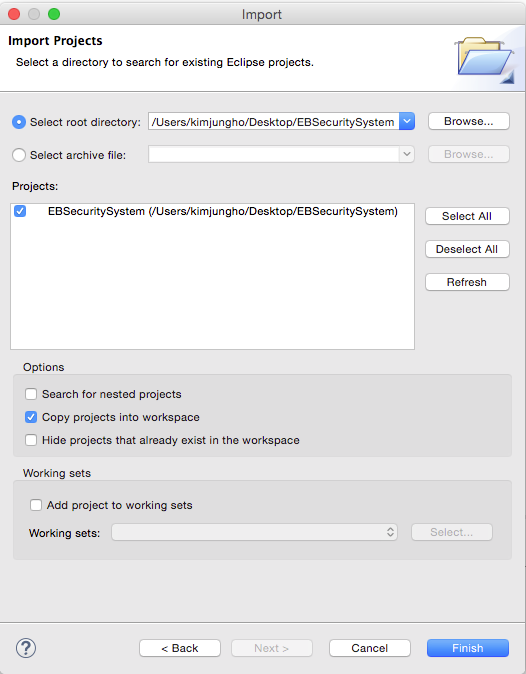 Import
Import Projects
Select a directory to search for existing Eclipse projects.
Select root directory: /Users/kimjungho/Desktop/EBSecuritySystem Browse...
Select archive file: Browse...
Projects:
EBSecuritySystem (/Users/kimjungho/Desktop/EBSecuritySystem)
Select All
Deselect All
Refresh
Options
Search for nested projects
Copy projects into workspace
Hide projects that already exist in the workspace
Working sets
Add project to working sets
Working sets: Select...
? < Back Next > Cancel Finish